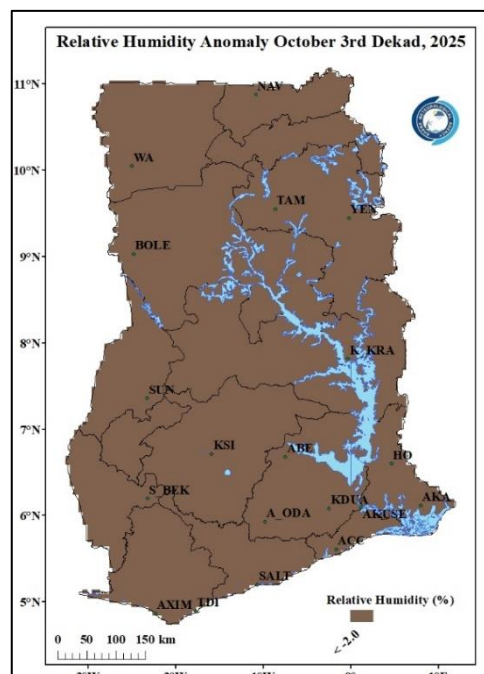 Relative Humidity Anomaly October 3rd Dekad, 2025
11°N
NAV
10°N
WA
TAM
YEN
9°N
BOLE
8°N
K_KRA
SUN
7°N
KSI
ABE
HO
S_BEK
KDUA
AKA
6°N
A_ODA
AKUSE
ACC
SALT
5°N
AXIM
TDI
Relative Humidity (%)
< -2.0
0 50 100 150 km